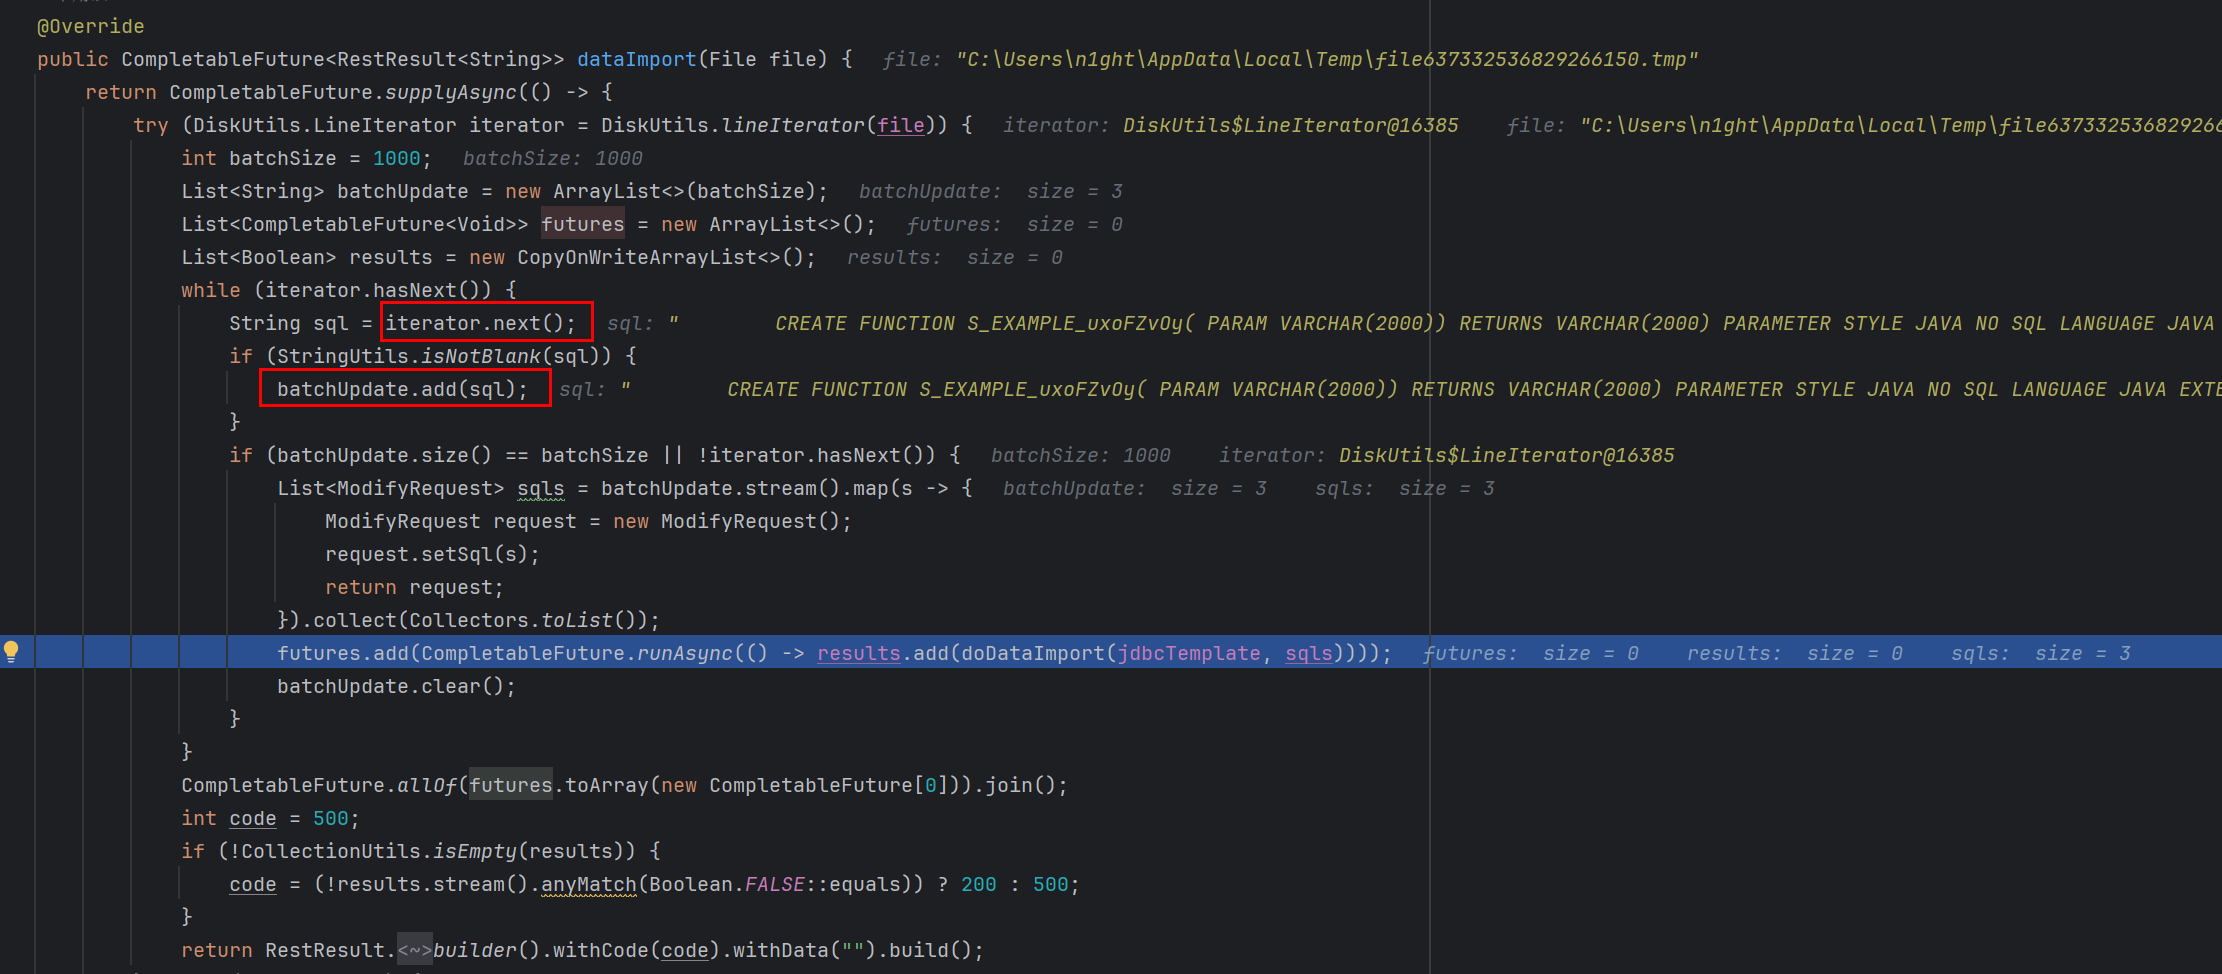 @Override
public CompletableFuture<RestResult<String>> dataImport(File file) {   file: "C:\Users\n1ght\AppData\Local\Temp\file6373325368292661​50.tmp"
    return CompletableFuture.supplyAsync(() -> {
        try (DiskUtils.LineIterator iterator = DiskUtils.lineIterator(file)) {   iterator: DiskUtils$LineIterator@16385    file: "C:\Users\n1ght\AppData\Local\Temp\file6373325368292​66
            int batchSize = 1000;   batchSize: 1000
            List<String> batchUpdate = new ArrayList<>(batchSize);   batchUpdate:  size = 3
            List<CompletableFuture<Void>> futures = new ArrayList<>();   futures:  size = 0
            List<Boolean> results = new CopyOnWriteArrayList<>();   results:  size = 0
            while (iterator.hasNext()) {
                String sql = iterator.next();   sql: "        CREATE FUNCTION S_EXAMPLE_uxoFZvOy( PARAM VARCHAR(2000)) RETURNS VARCHAR(2000) PARAMETER STYLE JAVA NO SQL LANGUAGE JAVA
                if (StringUtils.isNotBlank(sql)) {
                    batchUpdate.add(sql);   sql: "        CREATE FUNCTION S_EXAMPLE_uxoFZvOy( PARAM VARCHAR(2000)) RETURNS VARCHAR(2000) PARAMETER STYLE JAVA NO SQL LANGUAGE JAVA EXTE
                }
                if (batchUpdate.size() == batchSize || !iterator.hasNext()) {   batchSize: 1000    iterator: DiskUtils$LineIterator@16385
                    List<ModifyRequest> sqls = batchUpdate.stream().map(s -> {   batchUpdate:  size = 3    sqls:  size = 3
                        ModifyRequest request = new ModifyRequest();
                        request.setSql(s);
                        return request;
                    }).collect(Collectors.toList());
                    futures.add(CompletableFuture.runAsync(() -> results.add(doDataImport(jdbcTemplate, sqls))));   futures:  size = 0    results:  size = 0    sqls:  size = 3
                    batchUpdate.clear();
                }
            }
            CompletableFuture.allOf(futures.toArray(new CompletableFuture[0])).join();
            int code = 500;
            if (!CollectionUtils.isEmpty(results)) {
                code = (!results.stream().anyMatch(Boolean.FALSE::equals)) ? 200 : 500;
            }
            return RestResult.<~>builder().withCode(code).withData("").build();